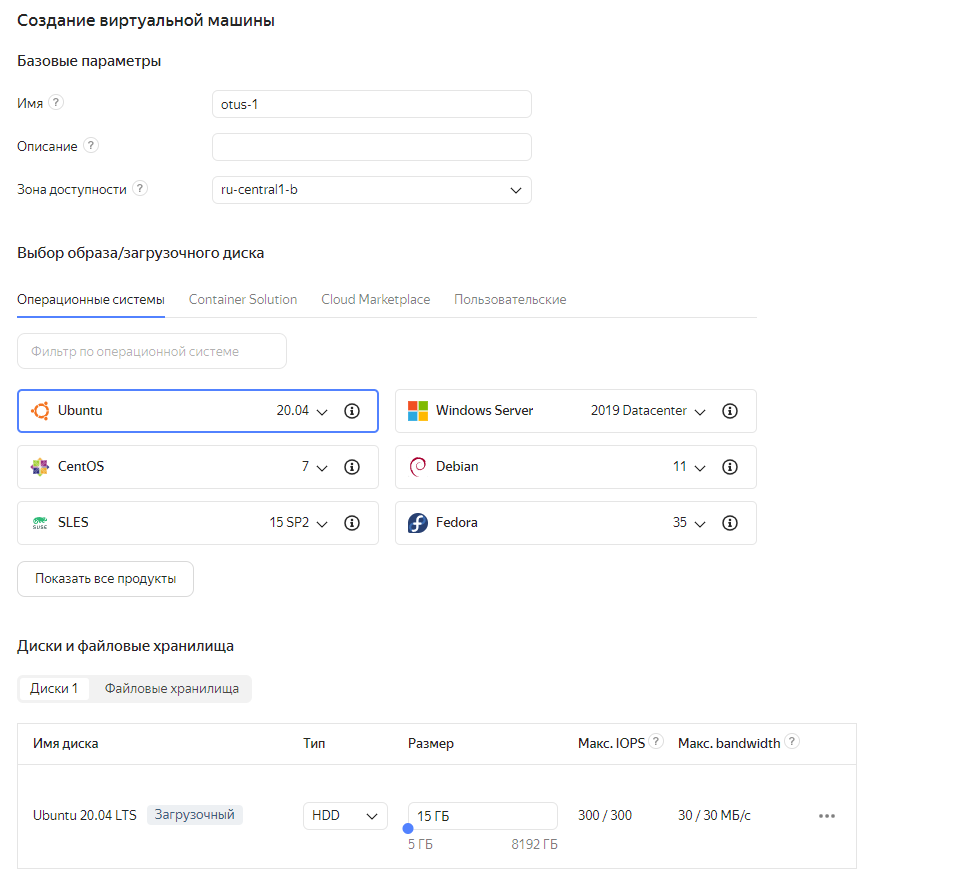 Создание виртуальной машины
Базовые параметры
Имя ?
otus-1
Описание ?
Зона доступности ?
ru-central1-b
Выбор образа/загрузочного диска
Операционные системы Container Solution Cloud Marketplace Пользовательские
Фильтр по операционной системе
Ubuntu 20.04
Windows Server 2019 Datacenter
CentOS 7
Debian 11
SLES 15 SP2
Fedora 35
Показать все продукты
Диски и файловые хранилища
Диски 1 Файловые хранилища
Имя диска Тип Размер Макс. IOPS ? Макс. bandwidth ?
Ubuntu 20.04 LTS Загрузочный HDD 15 ГБ 300 / 300 30 / 30 МБ/с
5 ГБ 8192 ГБ